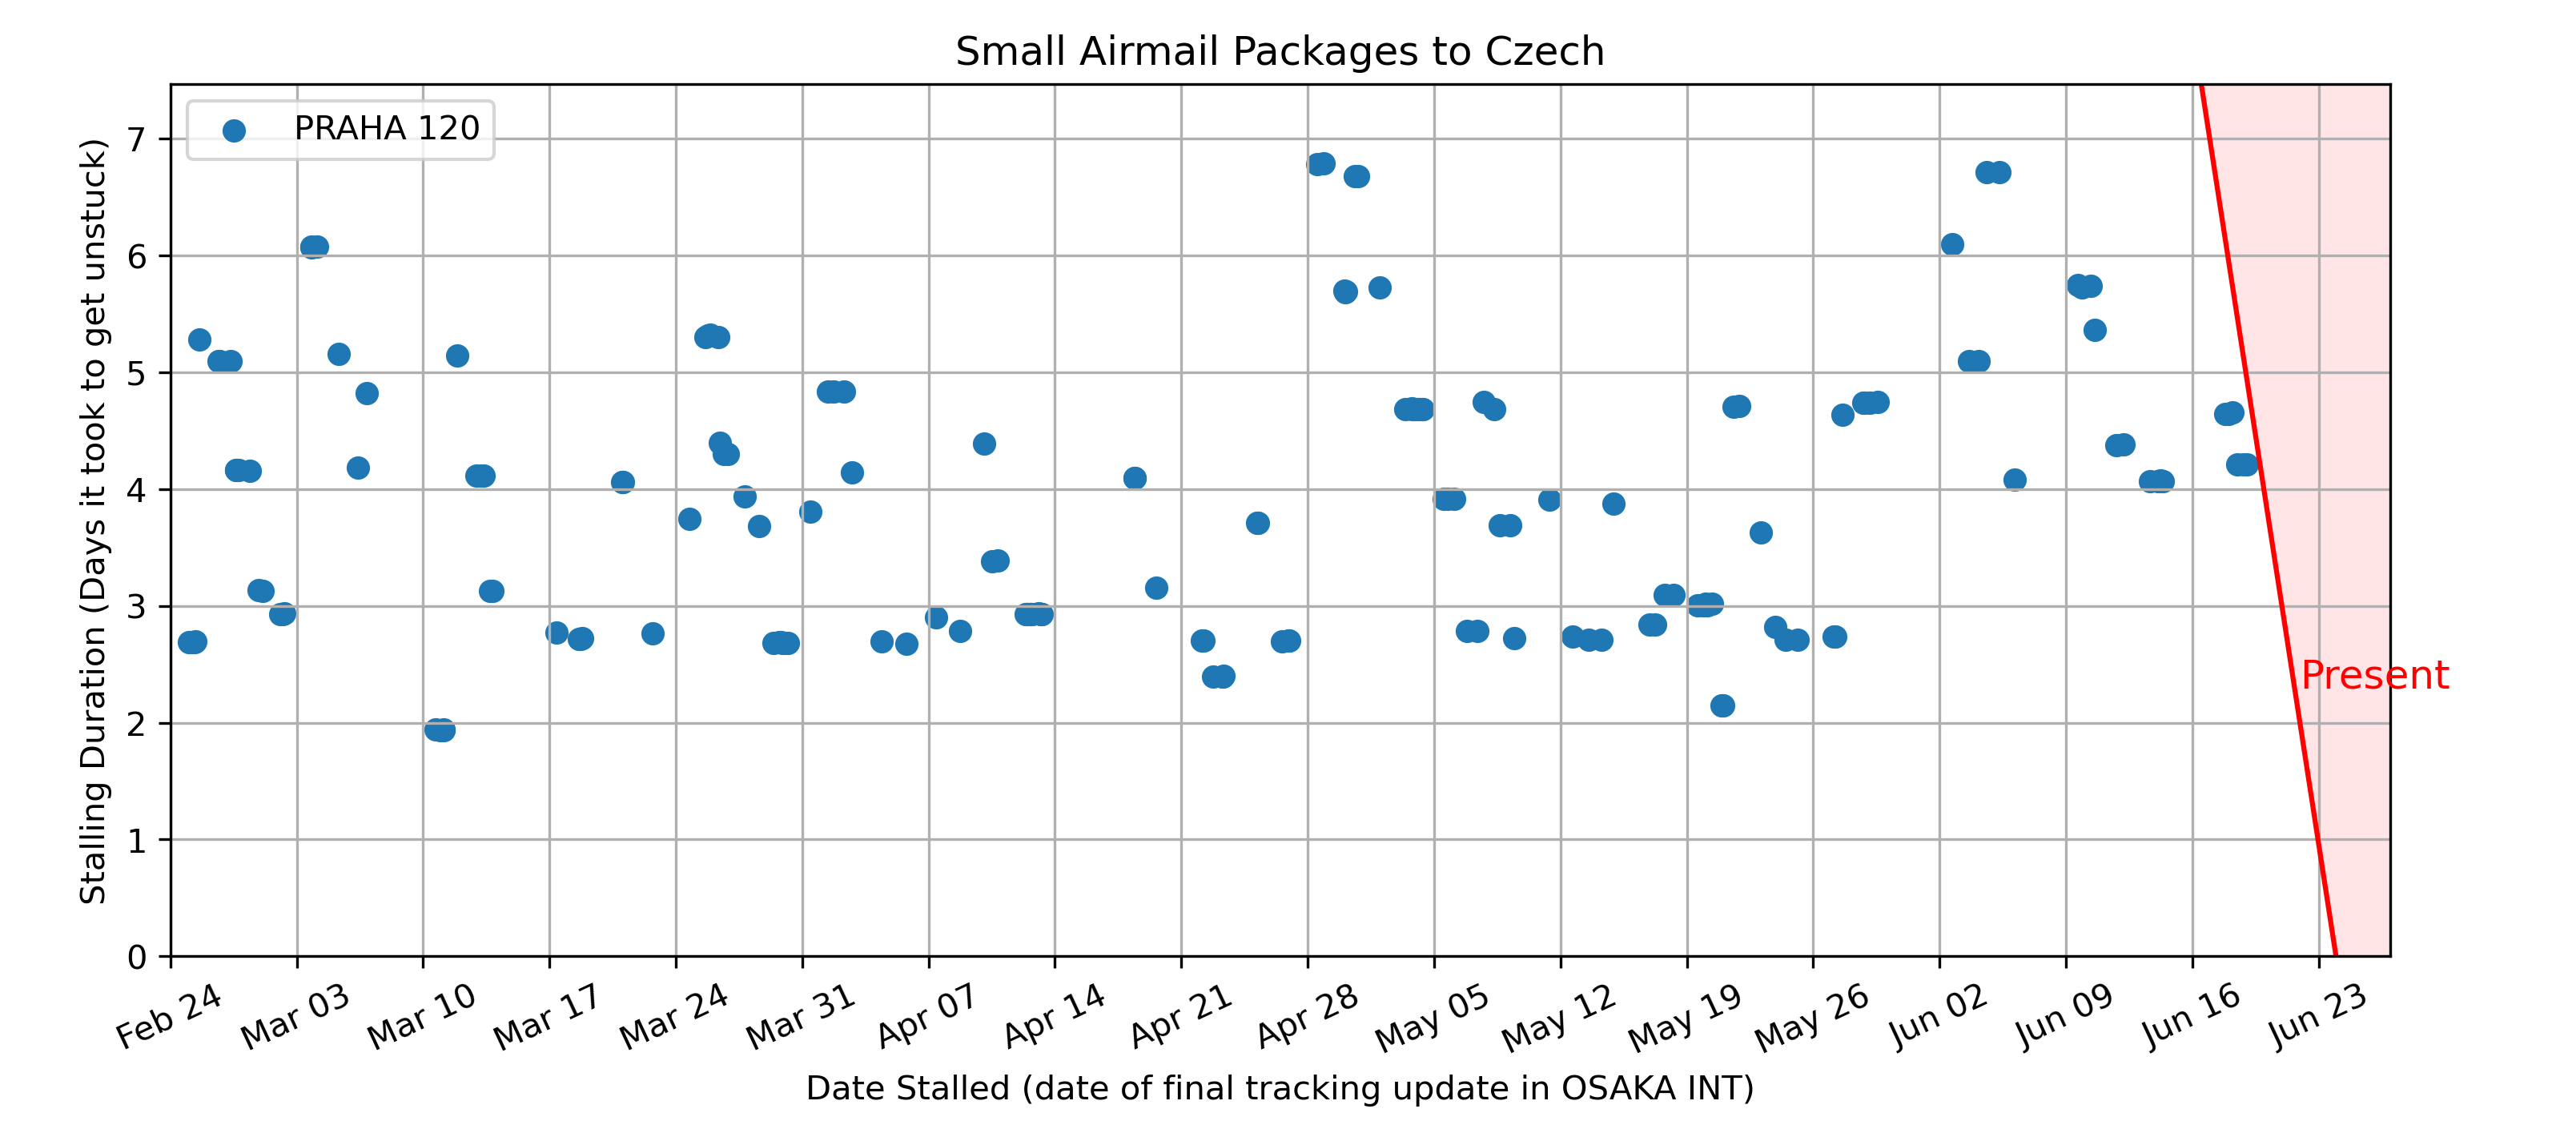 Small Airmail Packages to Czech
PRAHA 120
Stalling Duration (Days it took to get unstuck)
7
6
5
4
3
2
1
0
Present
Feb 24
Mar 03
Mar 10
Mar 17
Mar 24
Mar 31
Apr 07
Apr 14
Apr 21
Apr 28
May 05
May 12
May 19
May 26
Jun 02
Jun 09
Jun 16
Jun 23
Date Stalled (date of final tracking update in OSAKA INT)